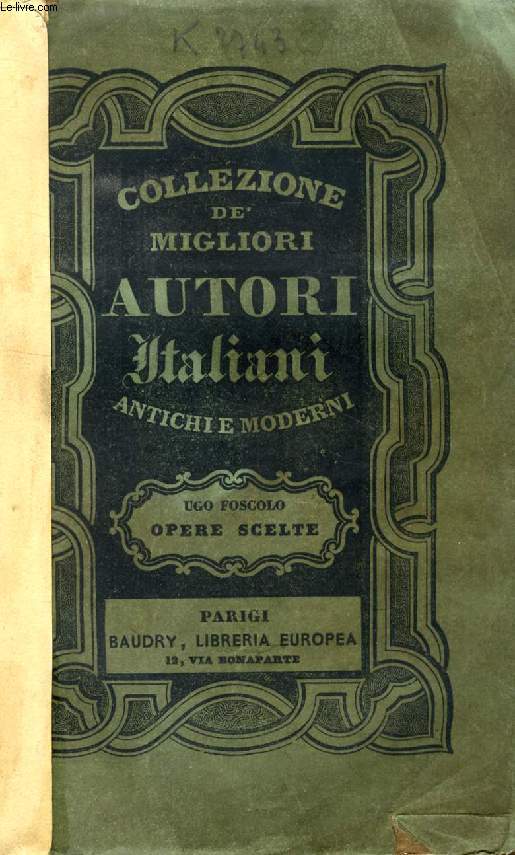 Le-livre.com
K 2743
COLLEZIONE
DE'
MIGLIORI
AUTORI
Italiani
ANTICHI E MODERNI
UGO FOSCOLO
OPERE SCELTE
PARIGI
BAUDRY, LIBRERIA EUROPEA
12, VIA BONAPARTE